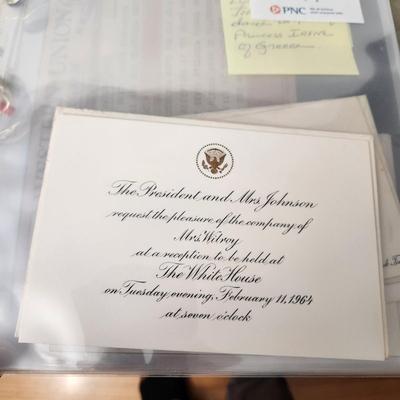 PNC
Princess Irene
of Greece.
The President and Mrs. Johnson
request the pleasure of the company of
Mrs. Wilroy
at a reception to be held at
The White House
on Tuesday evening, February 11, 1964
at seven o'clock